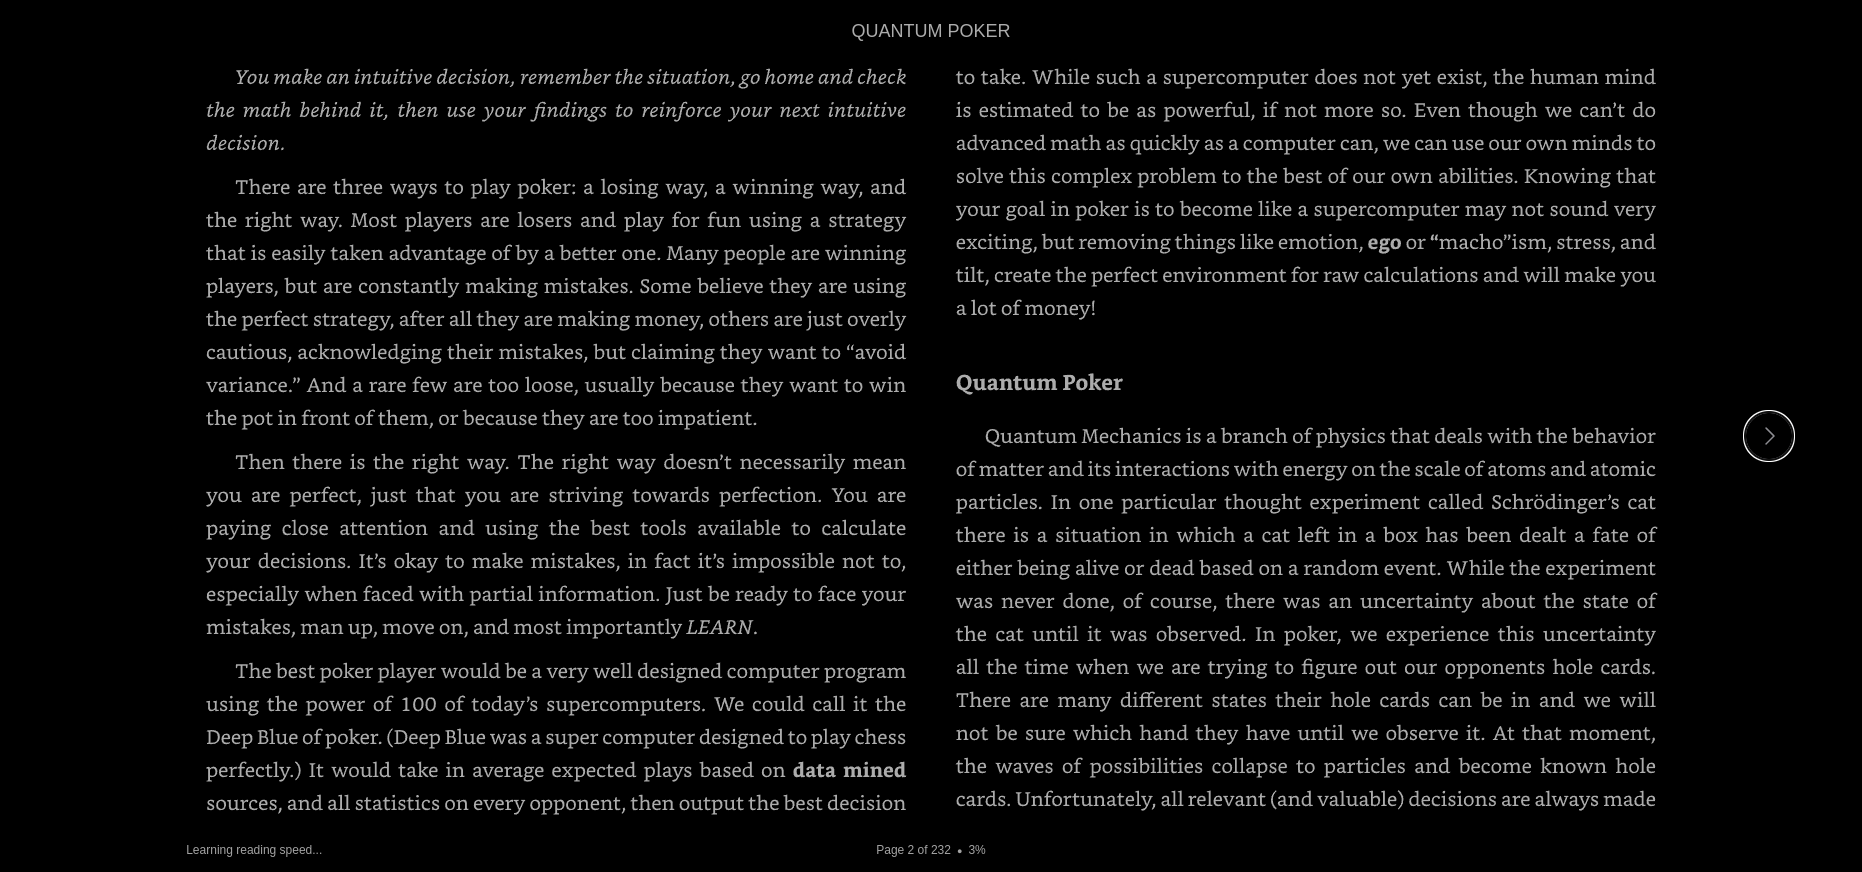 QUANTUM POKER
You make an intuitive decision, remember the situation, go home and check
the math behind it, then use your findings to reinforce your next intuitive
decision.
There are three ways to play poker: a losing way, a winning way, and
the right way. Most players are losers and play for fun using a strategy
that is easily taken advantage of by a better one. Many people are winning
players, but are constantly making mistakes. Some believe they are using
the perfect strategy, after all they are making money, others are just overly
cautious, acknowledging their mistakes, but claiming they want to “avoid
variance.” And a rare few are too loose, usually because they want to win
the pot in front of them, or because they are too impatient.
Then there is the right way. The right way doesn’t necessarily mean
you are perfect, just that you are striving towards perfection. You are
paying close attention and using the best tools available to calculate
your decisions. It’s okay to make mistakes, in fact it’s impossible not to,
especially when faced with partial information. Just be ready to face your
mistakes, man up, move on, and most importantly LEARN.
The best poker player would be a very well designed computer program
using the power of 100 of today’s supercomputers. We could call it the
Deep Blue of poker. (Deep Blue was a super computer designed to play chess
perfectly.) It would take in average expected plays based on data mined
sources, and all statistics on every opponent, then output the best decision
to take. While such a supercomputer does not yet exist, the human mind
is estimated to be as powerful, if not more so. Even though we can’t do
advanced math as quickly as a computer can, we can use our own minds to
solve this complex problem to the best of our own abilities. Knowing that
your goal in poker is to become like a supercomputer may not sound very
exciting, but removing things like emotion, ego or “macho”ism, stress, and
tilt, create the perfect environment for raw calculations and will make you
a lot of money!
Quantum Poker
Quantum Mechanics is a branch of physics that deals with the behavior
of matter and its interactions with energy on the scale of atoms and atomic
particles. In one particular thought experiment called Schrödinger’s cat
there is a situation in which a cat left in a box has been dealt a fate of
either being alive or dead based on a random event. While the experiment
was never done, of course, there was an uncertainty about the state of
the cat until it was observed. In poker, we experience this uncertainty
all the time when we are trying to figure out our opponents hole cards.
There are many different states their hole cards can be in and we will
not be sure which hand they have until we observe it. At that moment,
the waves of possibilities collapse to particles and become known hole
cards. Unfortunately, all relevant (and valuable) decisions are always made
Learning reading speed...
Page 2 of 232 • 3%